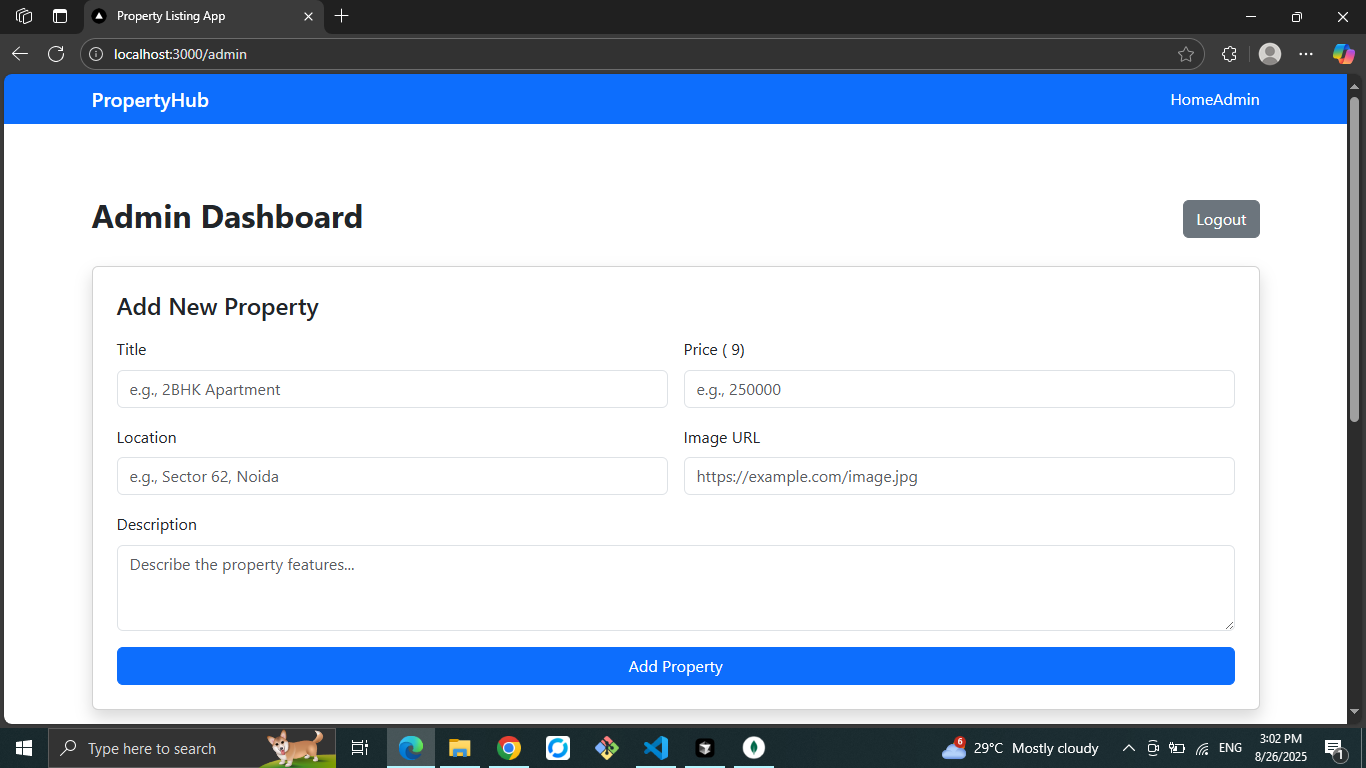 Property Listing App
localhost:3000/admin
PropertyHub
HomeAdmin
Admin Dashboard
Logout
Add New Property
Title
Price ( 9)
e.g., 2BHK Apartment
e.g., 250000
Location
Image URL
e.g., Sector 62, Noida
https://example.com/image.jpg
Description
Describe the property features...
Add Property
Type here to search
6
29°C Mostly cloudy
ENG
3:02 PM
8/26/2025
1